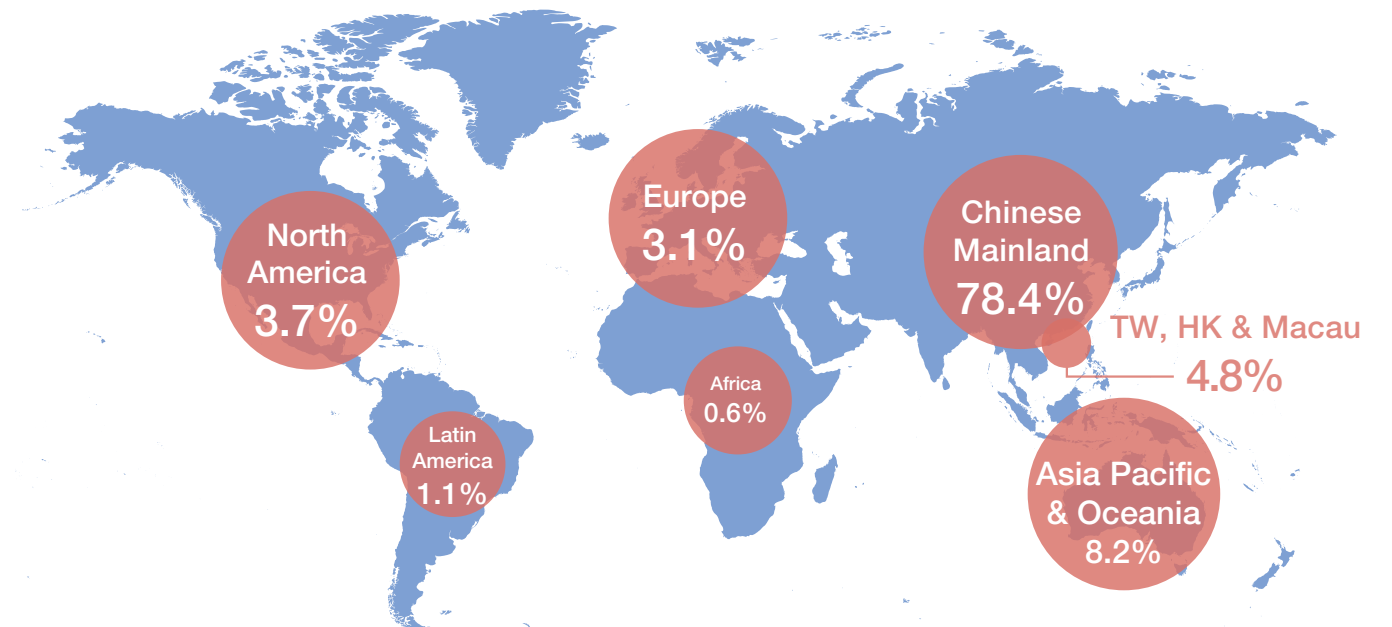 North
America
3.7%
Latin
America
1.1%
Europe
3.1%
Africa
0.6%
Chinese
Mainland
78.4%
TW, HK & Macau
4.8%
Asia Pacific
& Oceania
8.2%